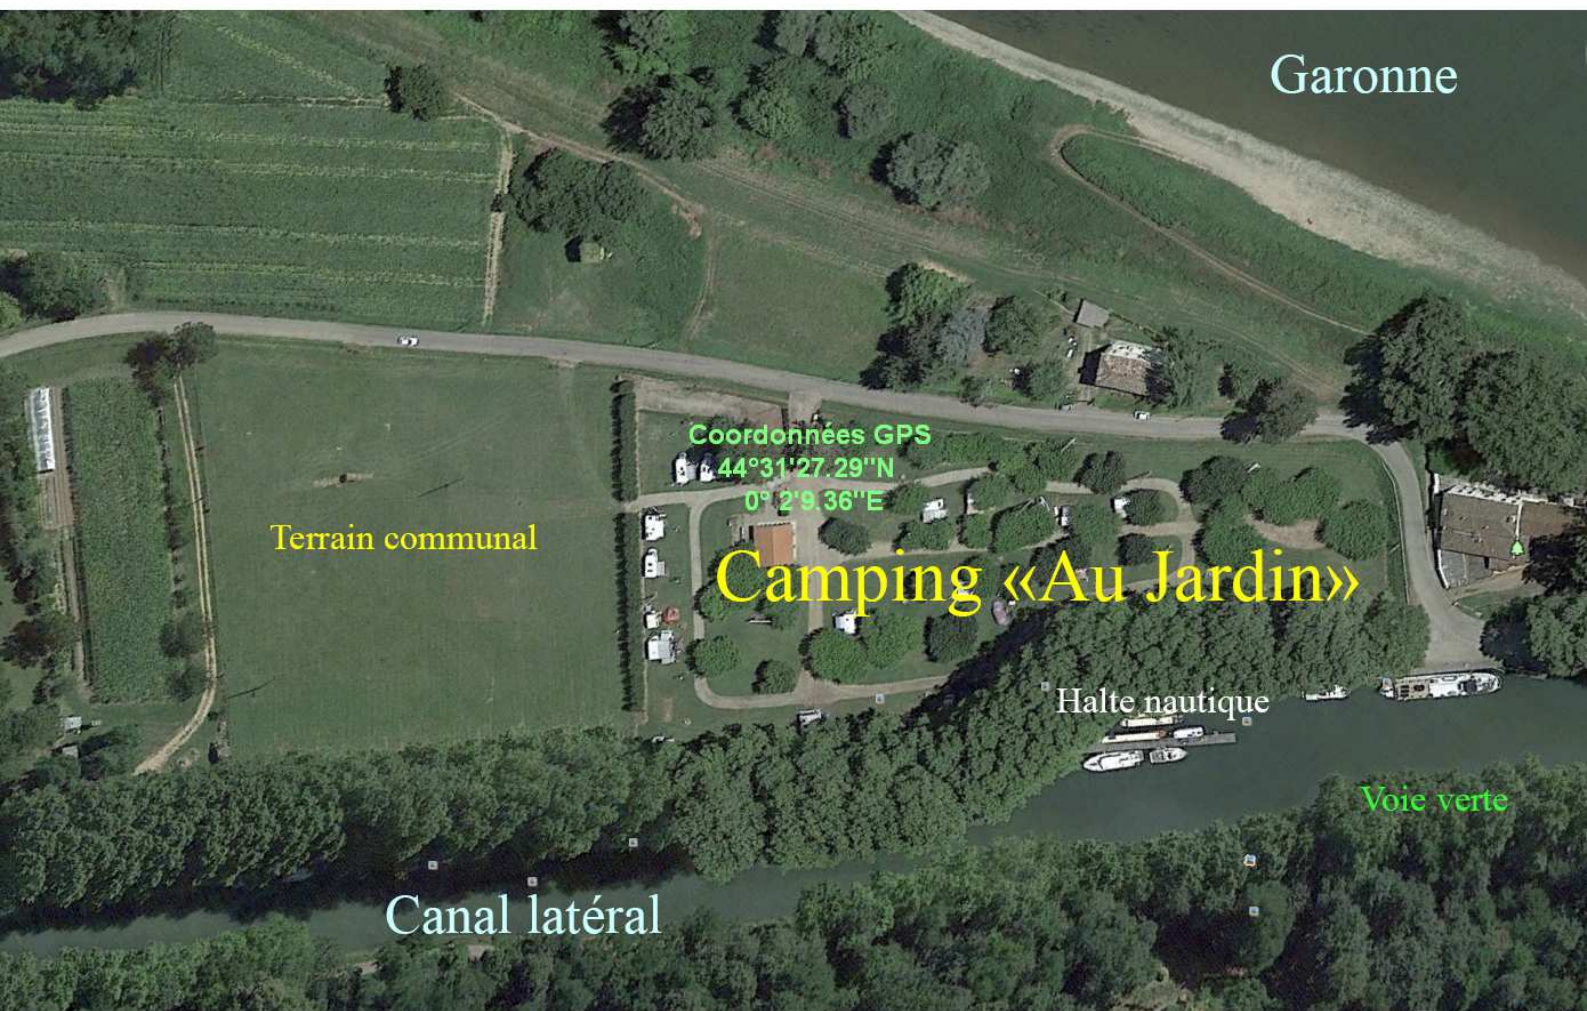 Garonne
Coordonnées GPS
44°31'27.29''N
0° 2'9.36''E
Terrain communal
Camping «Au Jardin»
Halte nautique
Voie verte
Canal latéral